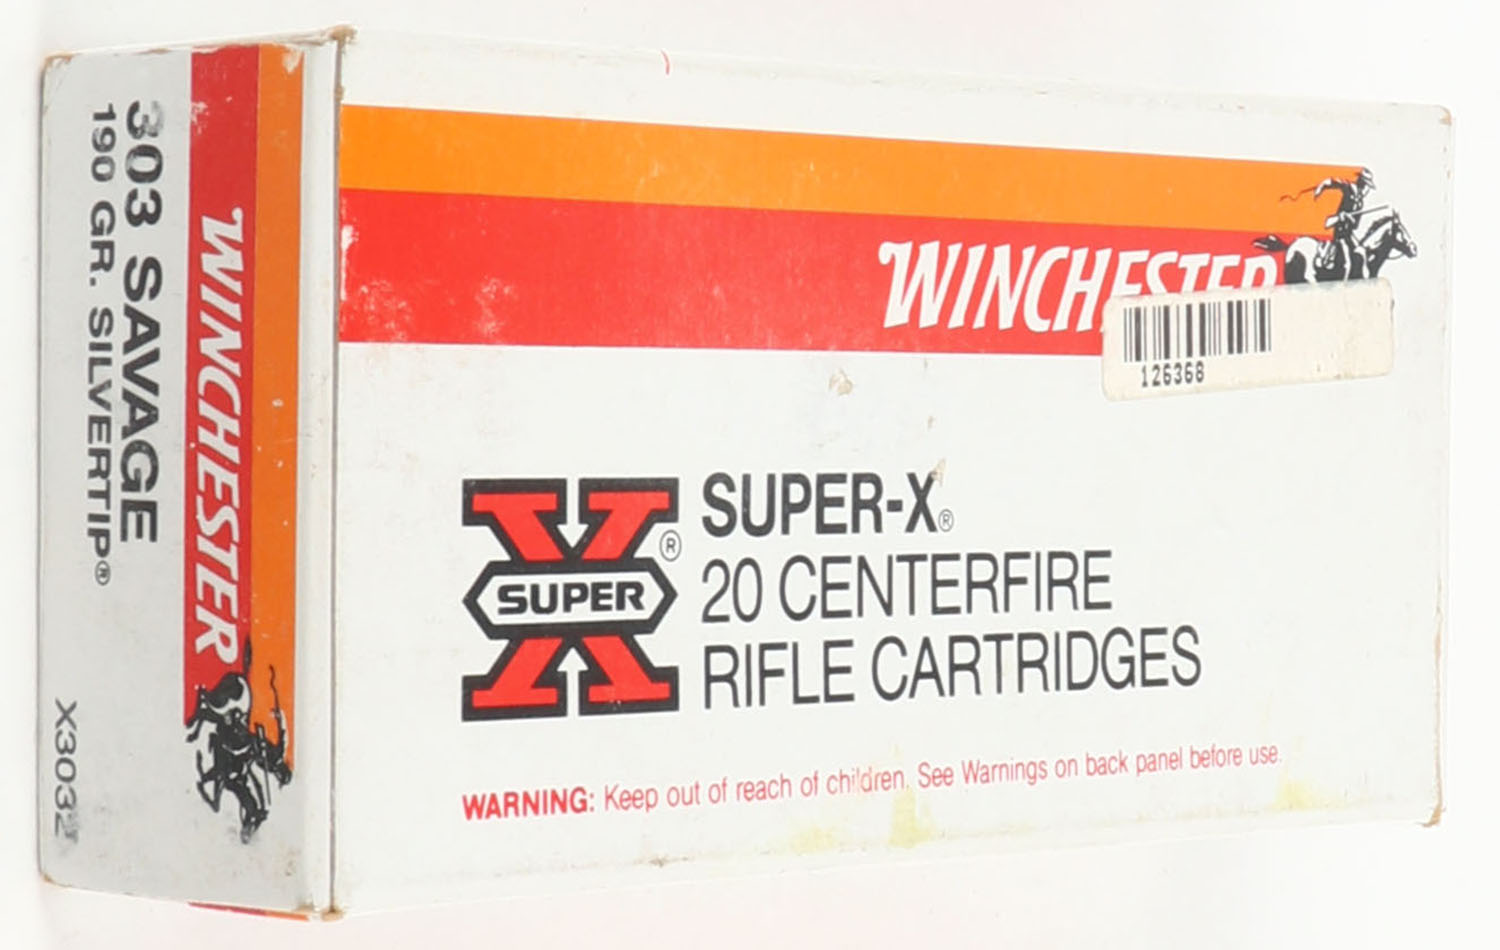 303 SAVAGE
190 GR. SILVERTIP®
X3032
WINCHESTER
WINCHESTER
126368
X SUPER ®
SUPER-X®
20 CENTERFIRE
RIFLE CARTRIDGES
WARNING: Keep out of reach of children. See Warnings on back panel before use.